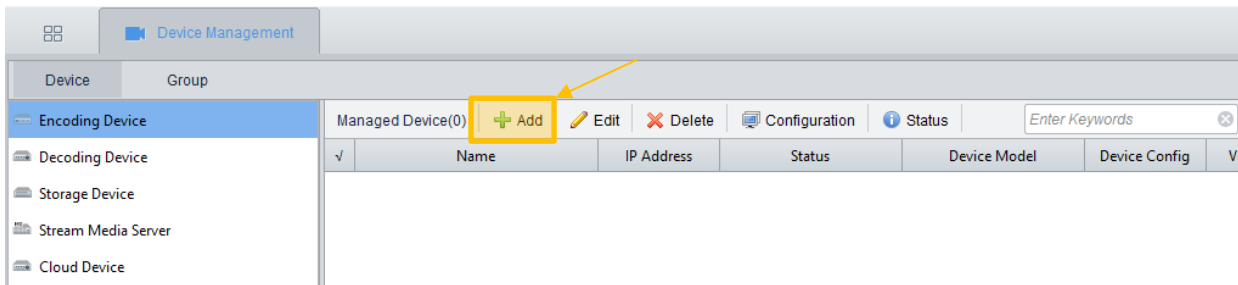 Device Management
Device Group
Encoding Device
Managed Device(0) Add Edit Delete Configuration Status Enter Keywords
√ Name IP Address Status Device Model Device Config V
Decoding Device
Storage Device
Stream Media Server
Cloud Device